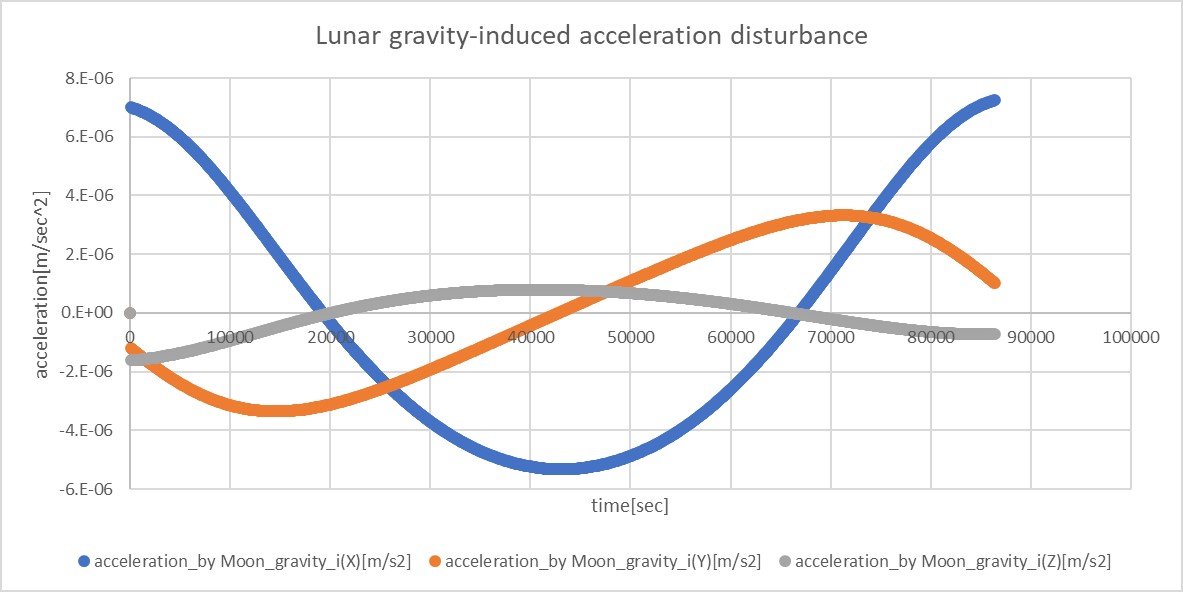 Lunar gravity-induced acceleration disturbance
acceleration[m/sec^2]
8.E-06
6.E-06
4.E-06
2.E-06
0.E+00
-2.E-06
-4.E-06
-6.E-06
0 10000 20000 30000 40000 50000 60000 70000 80000 90000 100000
time[sec]
acceleration_by Moon_gravity_i(X)[m/s2] acceleration_by Moon_gravity_i(Y)[m/s2] acceleration_by Moon_gravity_i(Z)[m/s2]